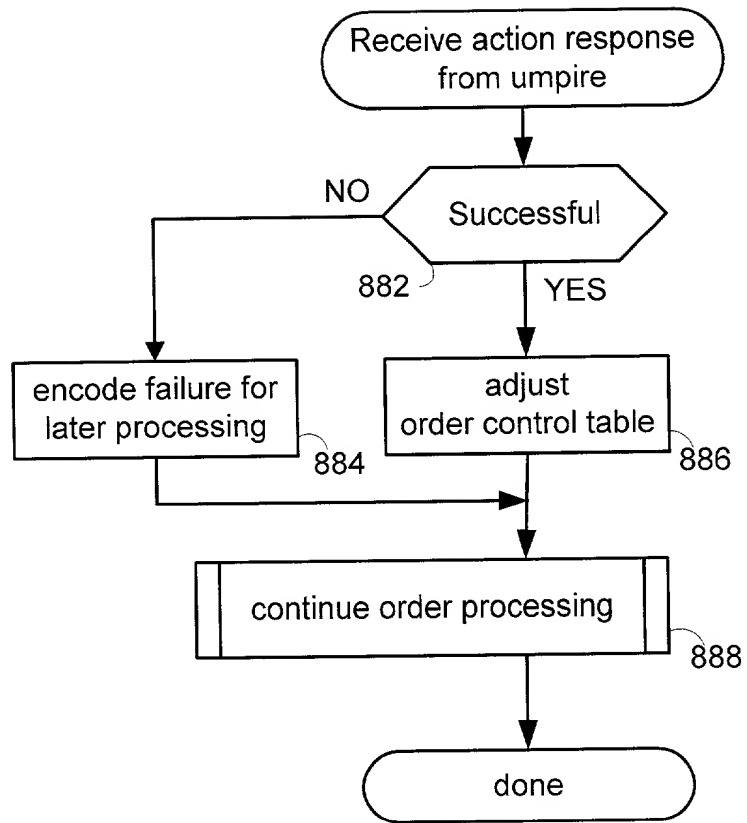 Receive action response
from umpire
NO
Successful
882
YES
encode failure for
later processing
884
adjust
order control table
886
continue order processing
888
done